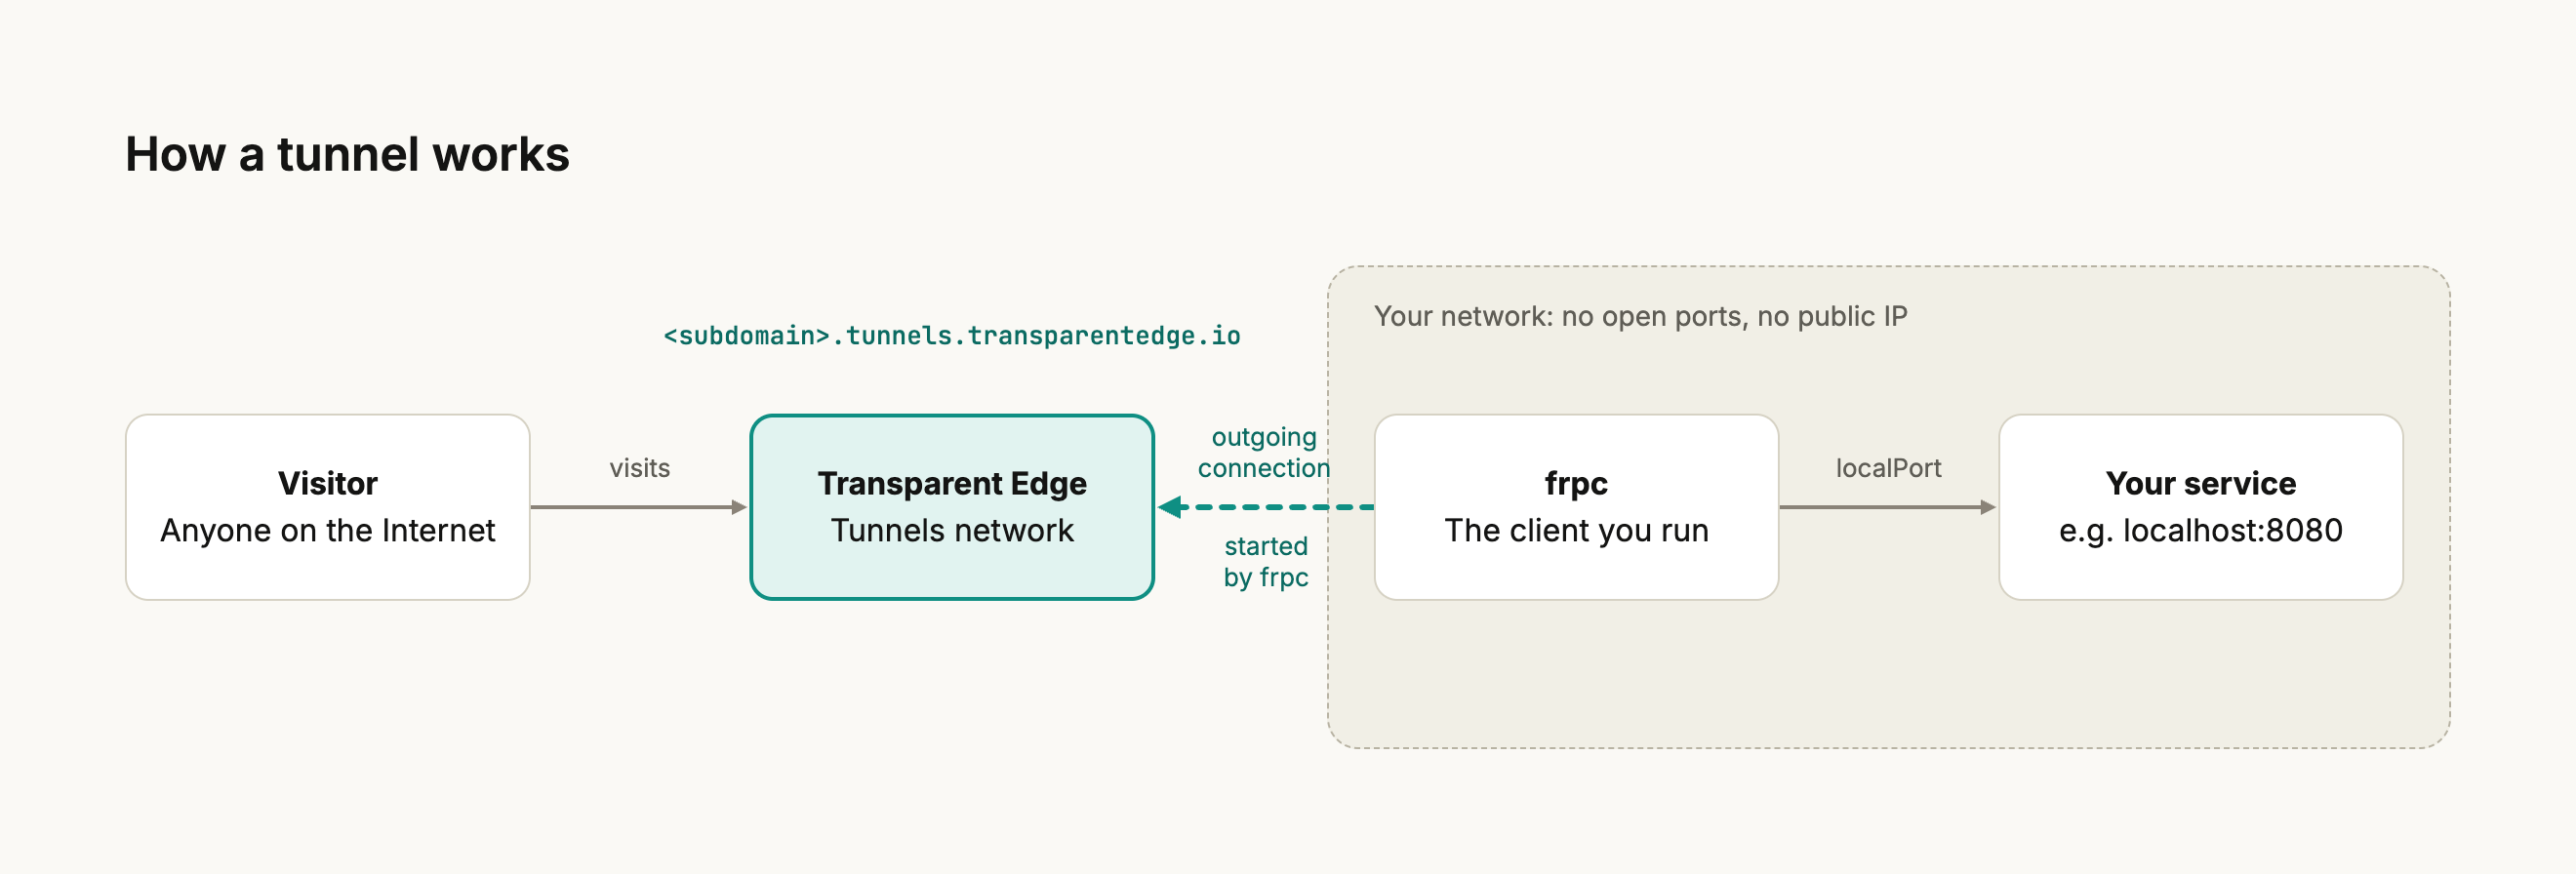 How a tunnel works
<subdomain>.tunnels.transparentedge.io
Your network: no open ports, no public IP
Visitor
Anyone on the Internet
visits
Transparent Edge
Tunnels network
outgoing
connection
started
by frpc
frpc
The client you run
localPort
Your service
e.g. localhost:8080